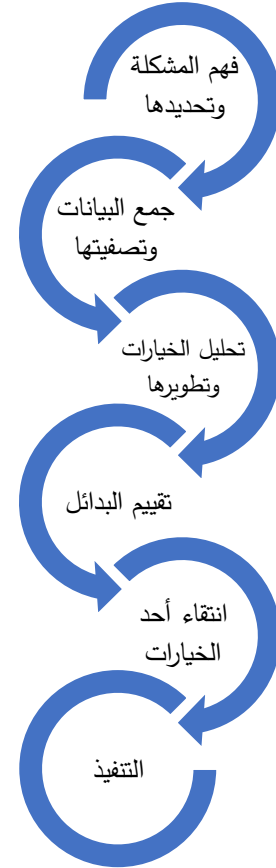 فهم المشكلة
وتحديدها
جمع البيانات
وتصفيتها
تحليل الخيارات
وتطويرها
تقييم البدائل
انتقاء أحد
الخيارات
التنفيذ